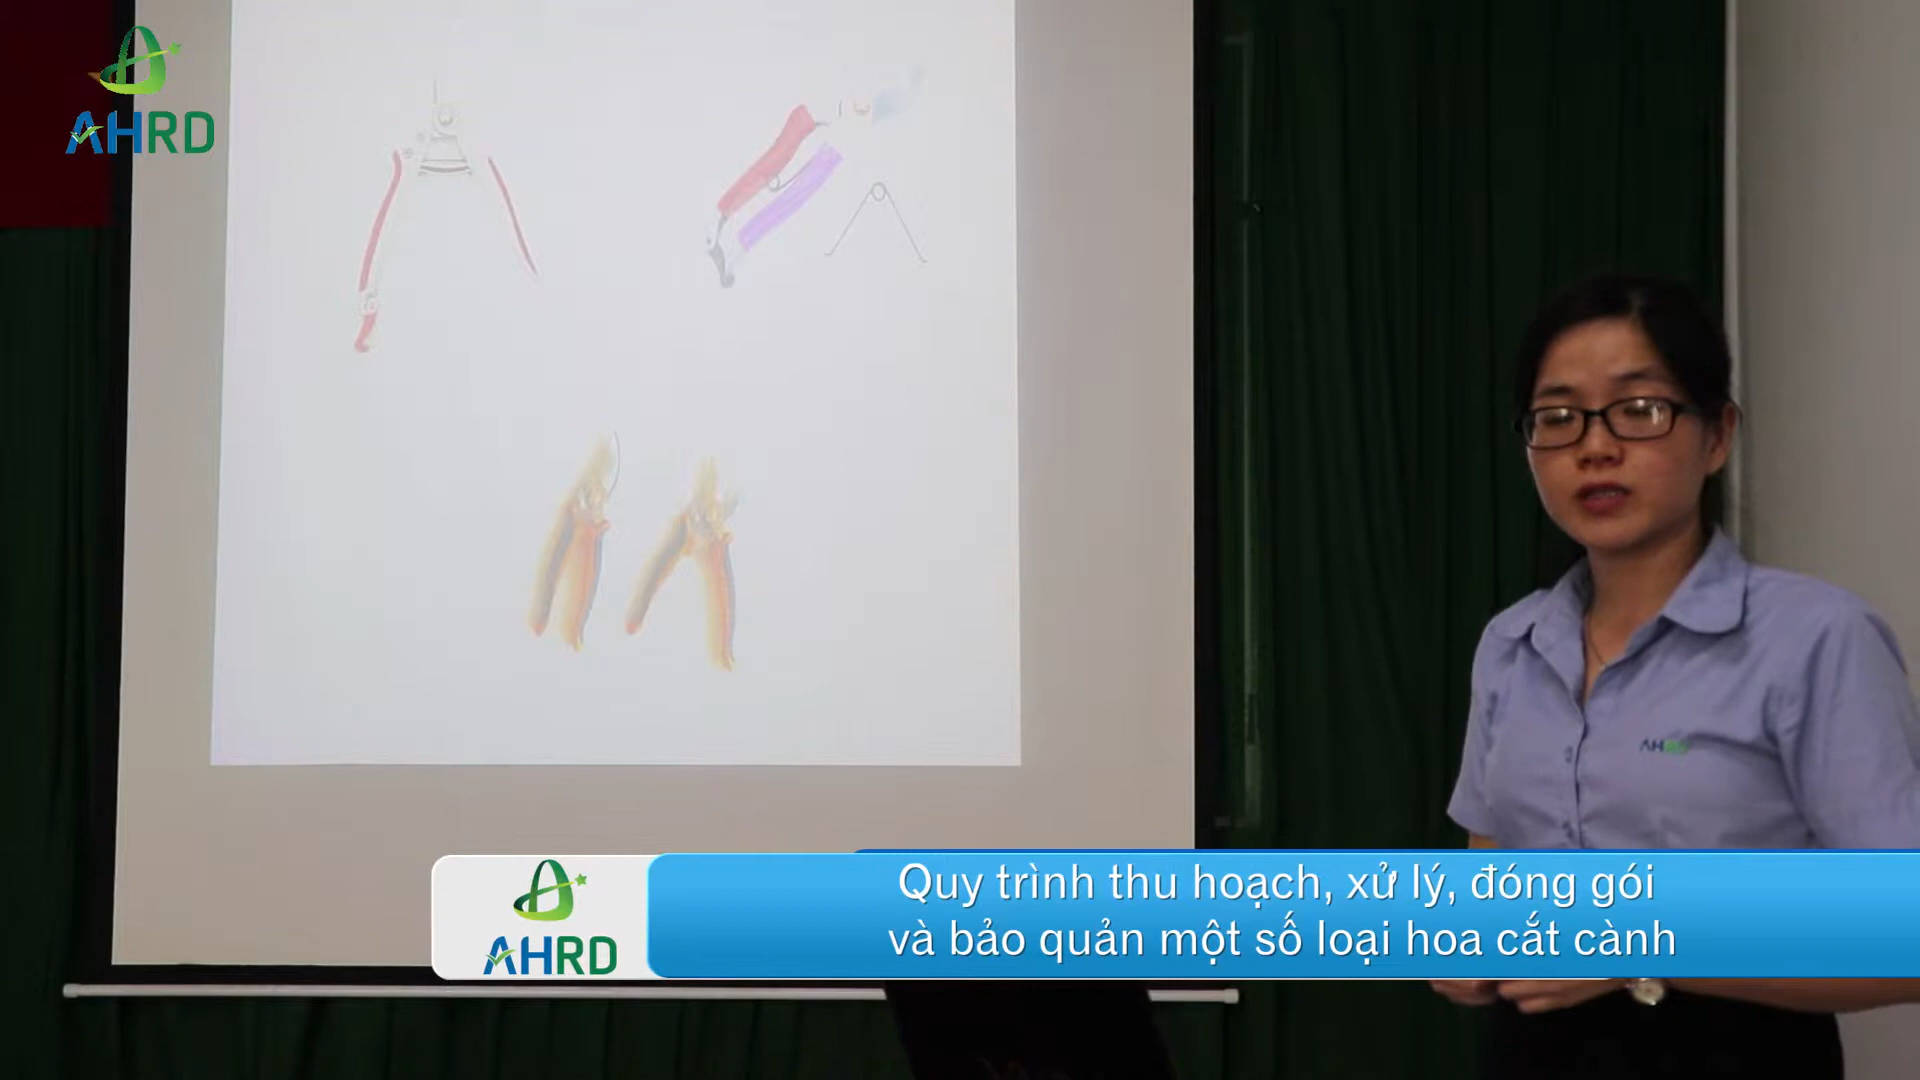 AHRD
AHRD
AHRD
Quy trình thu hoạch, xử lý, đóng gói
và bảo quản một số loại hoa cắt cành